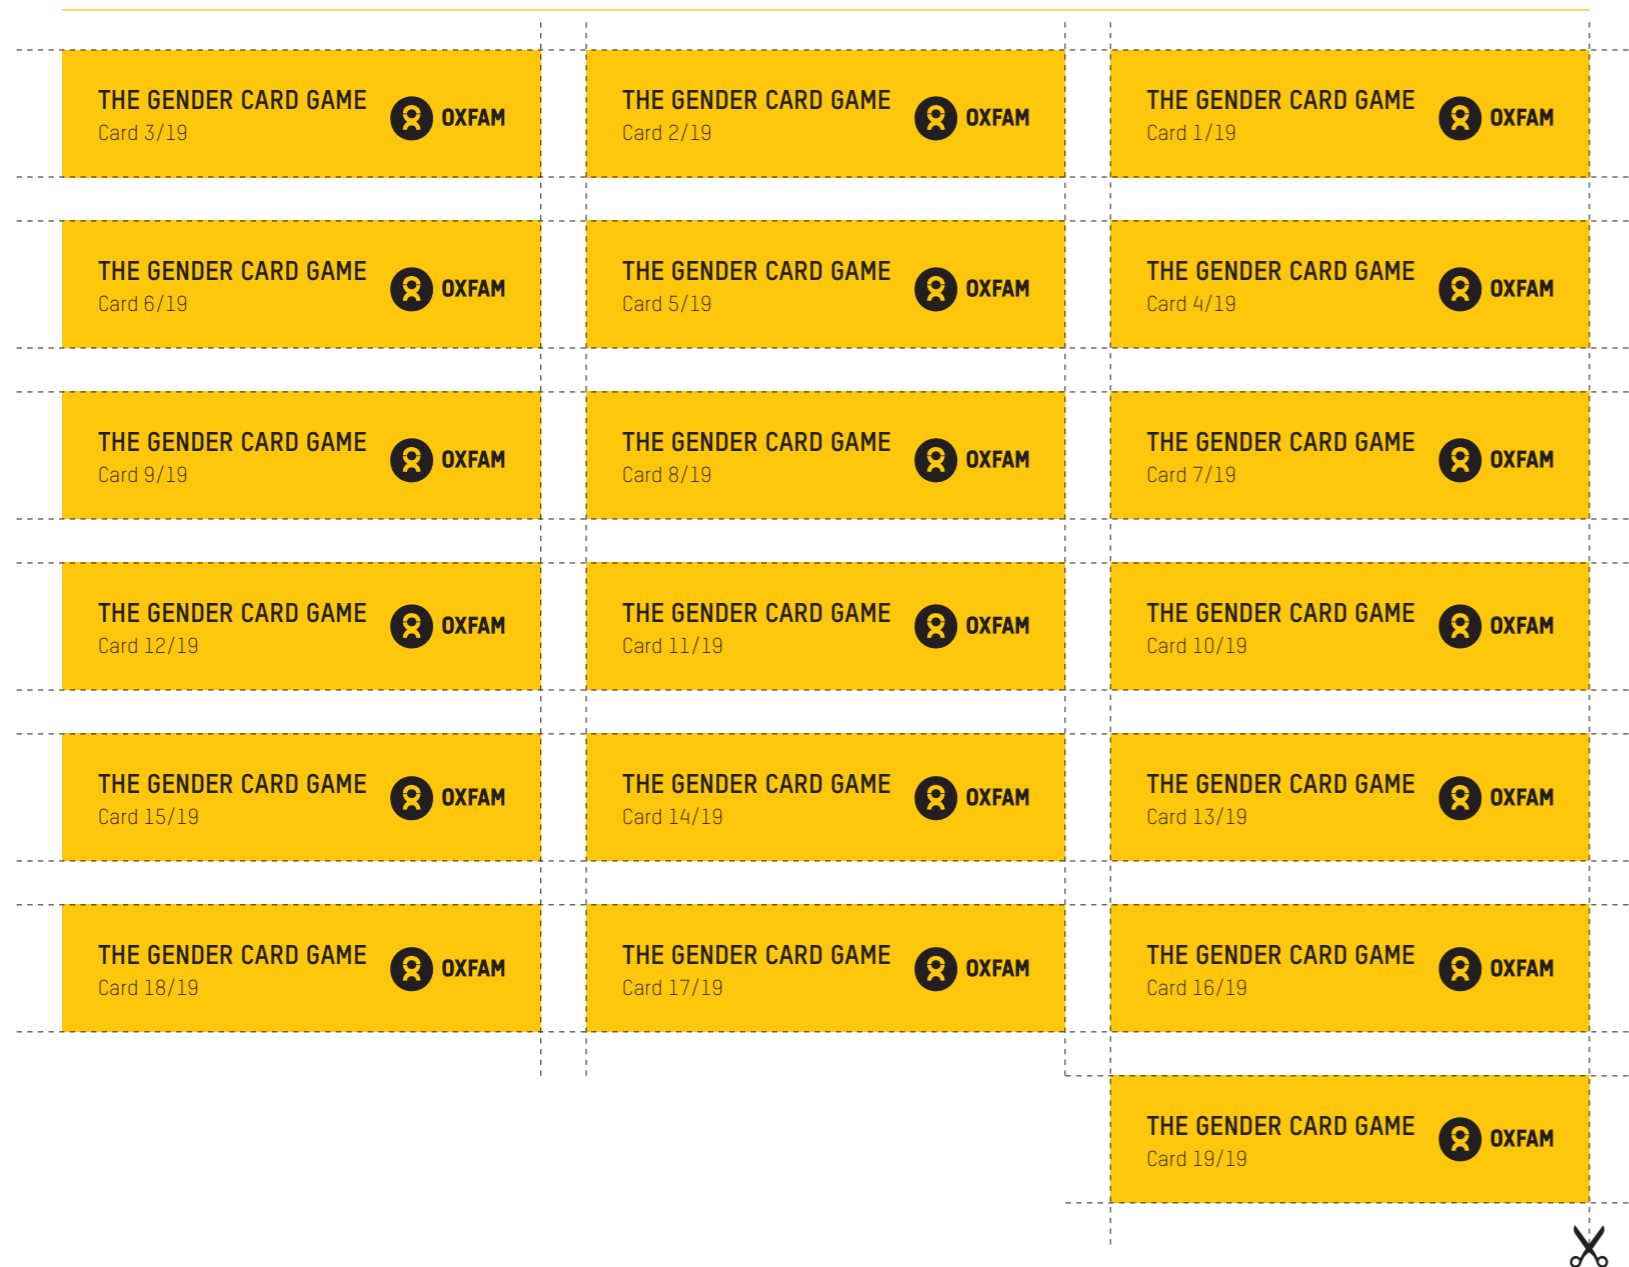 THE GENDER CARD GAME
Card 3/19
OXFAM
THE GENDER CARD GAME
Card 2/19
OXFAM
THE GENDER CARD GAME
Card 1/19
OXFAM
THE GENDER CARD GAME
Card 6/19
OXFAM
THE GENDER CARD GAME
Card 5/19
OXFAM
THE GENDER CARD GAME
Card 4/19
OXFAM
THE GENDER CARD GAME
Card 9/19
OXFAM
THE GENDER CARD GAME
Card 8/19
OXFAM
THE GENDER CARD GAME
Card 7/19
OXFAM
THE GENDER CARD GAME
Card 12/19
OXFAM
THE GENDER CARD GAME
Card 11/19
OXFAM
THE GENDER CARD GAME
Card 10/19
OXFAM
THE GENDER CARD GAME
Card 15/19
OXFAM
THE GENDER CARD GAME
Card 14/19
OXFAM
THE GENDER CARD GAME
Card 13/19
OXFAM
THE GENDER CARD GAME
Card 18/19
OXFAM
THE GENDER CARD GAME
Card 17/19
OXFAM
THE GENDER CARD GAME
Card 16/19
OXFAM
THE GENDER CARD GAME
Card 19/19
OXFAM